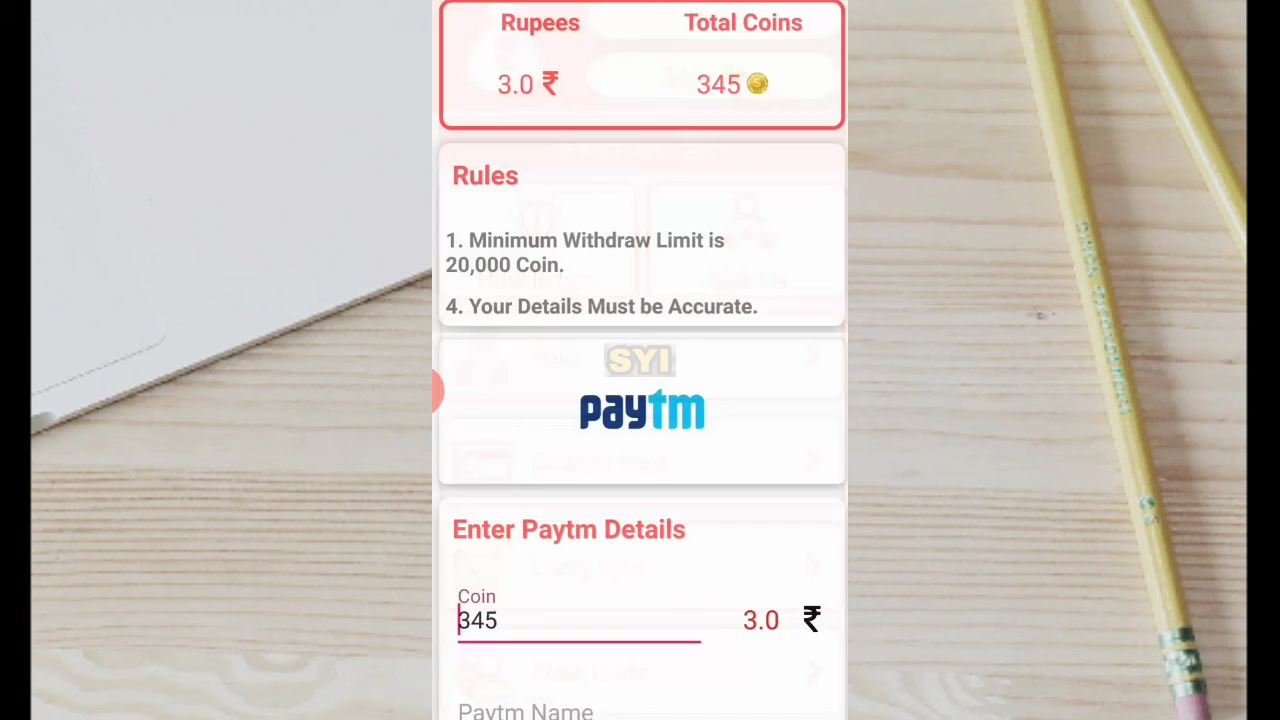 Rupees
Total Coins
3.0 ₹
345
Rules
1. Minimum Withdraw Limit is
20,000 Coin.
4. Your Details Must be Accurate.
SYI
paytm
Enter Paytm Details
Coin
345
3.0 ₹
Paytm Name